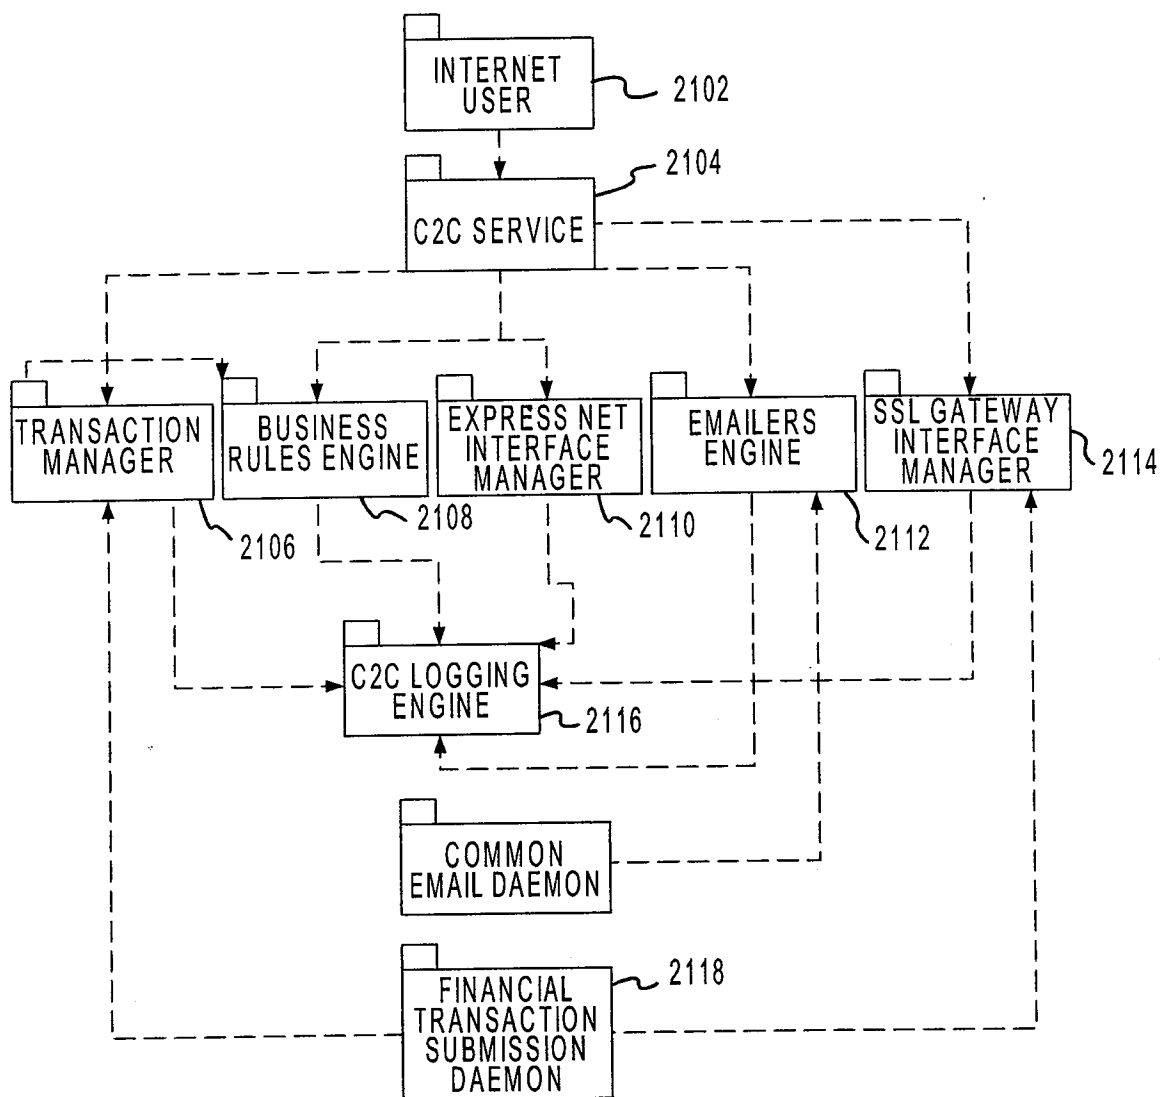 INTERNET
USER
2102
2104
C2C SERVICE
TRANSACTION
MANAGER
2106
BUSINESS
RULES ENGINE
2108
EXPRESS NET
INTERFACE
MANAGER
2110
EMAILERS
ENGINE
2112
SSL GATEWAY
INTERFACE
MANAGER
2114
C2C LOGGING
ENGINE
2116
COMMON
EMAIL DAEMON
FINANCIAL
TRANSACTION
SUBMISSION
DAEMON
2118